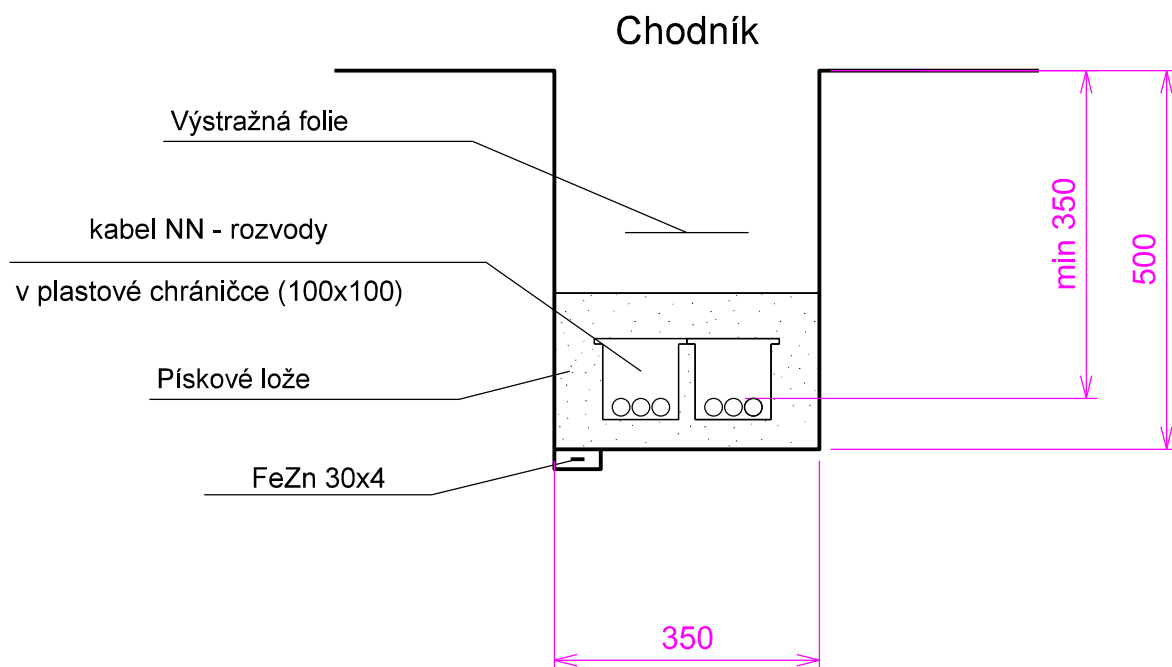 Chodník
Výstražná folie
kabel NN - rozvody
v plastové chráničce (100x100)
Pískové lože
FeZn 30x4
min 350
500
350